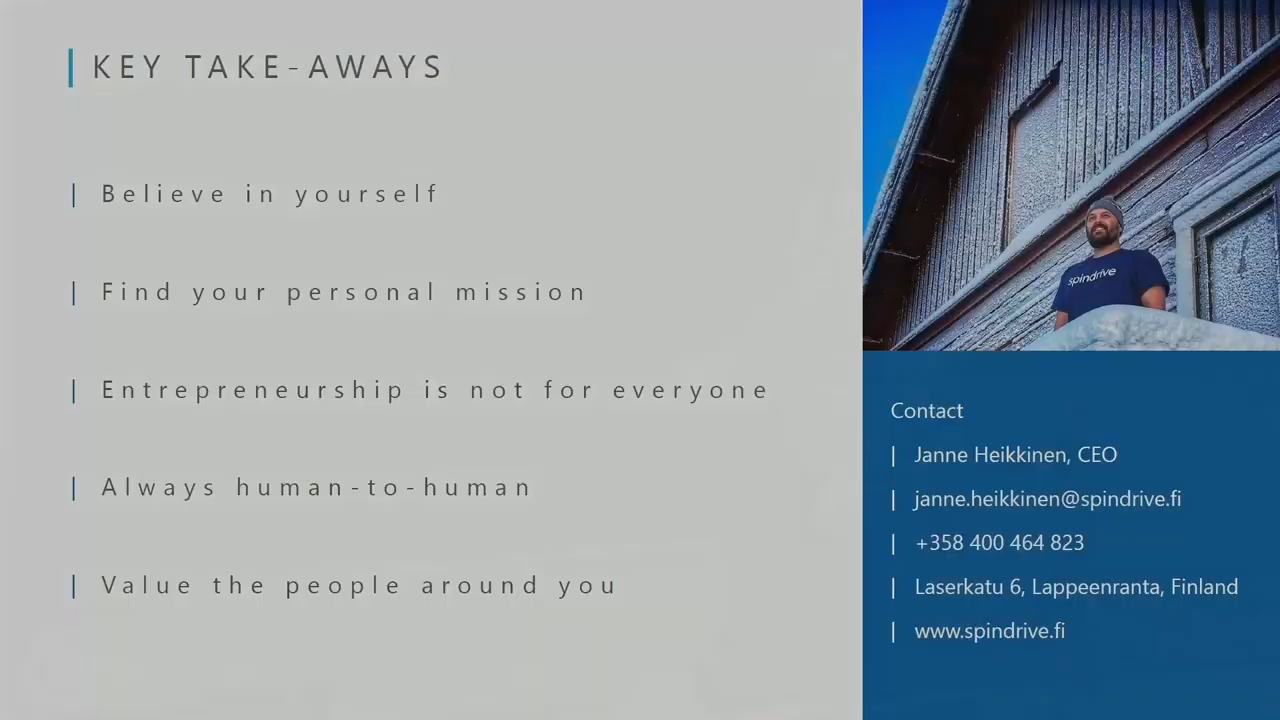 KEY TAKE-AWAYS
Believe in yourself
Find your personal mission
Entrepreneurship is not for everyone
Always human-to-human
Value the people around you
spindrive
Contact
Janne Heikkinen, CEO
janne.heikkinen@spindrive.fi
+358 400 464 823
Laserkatu 6, Lappeenranta, Finland
www.spindrive.fi